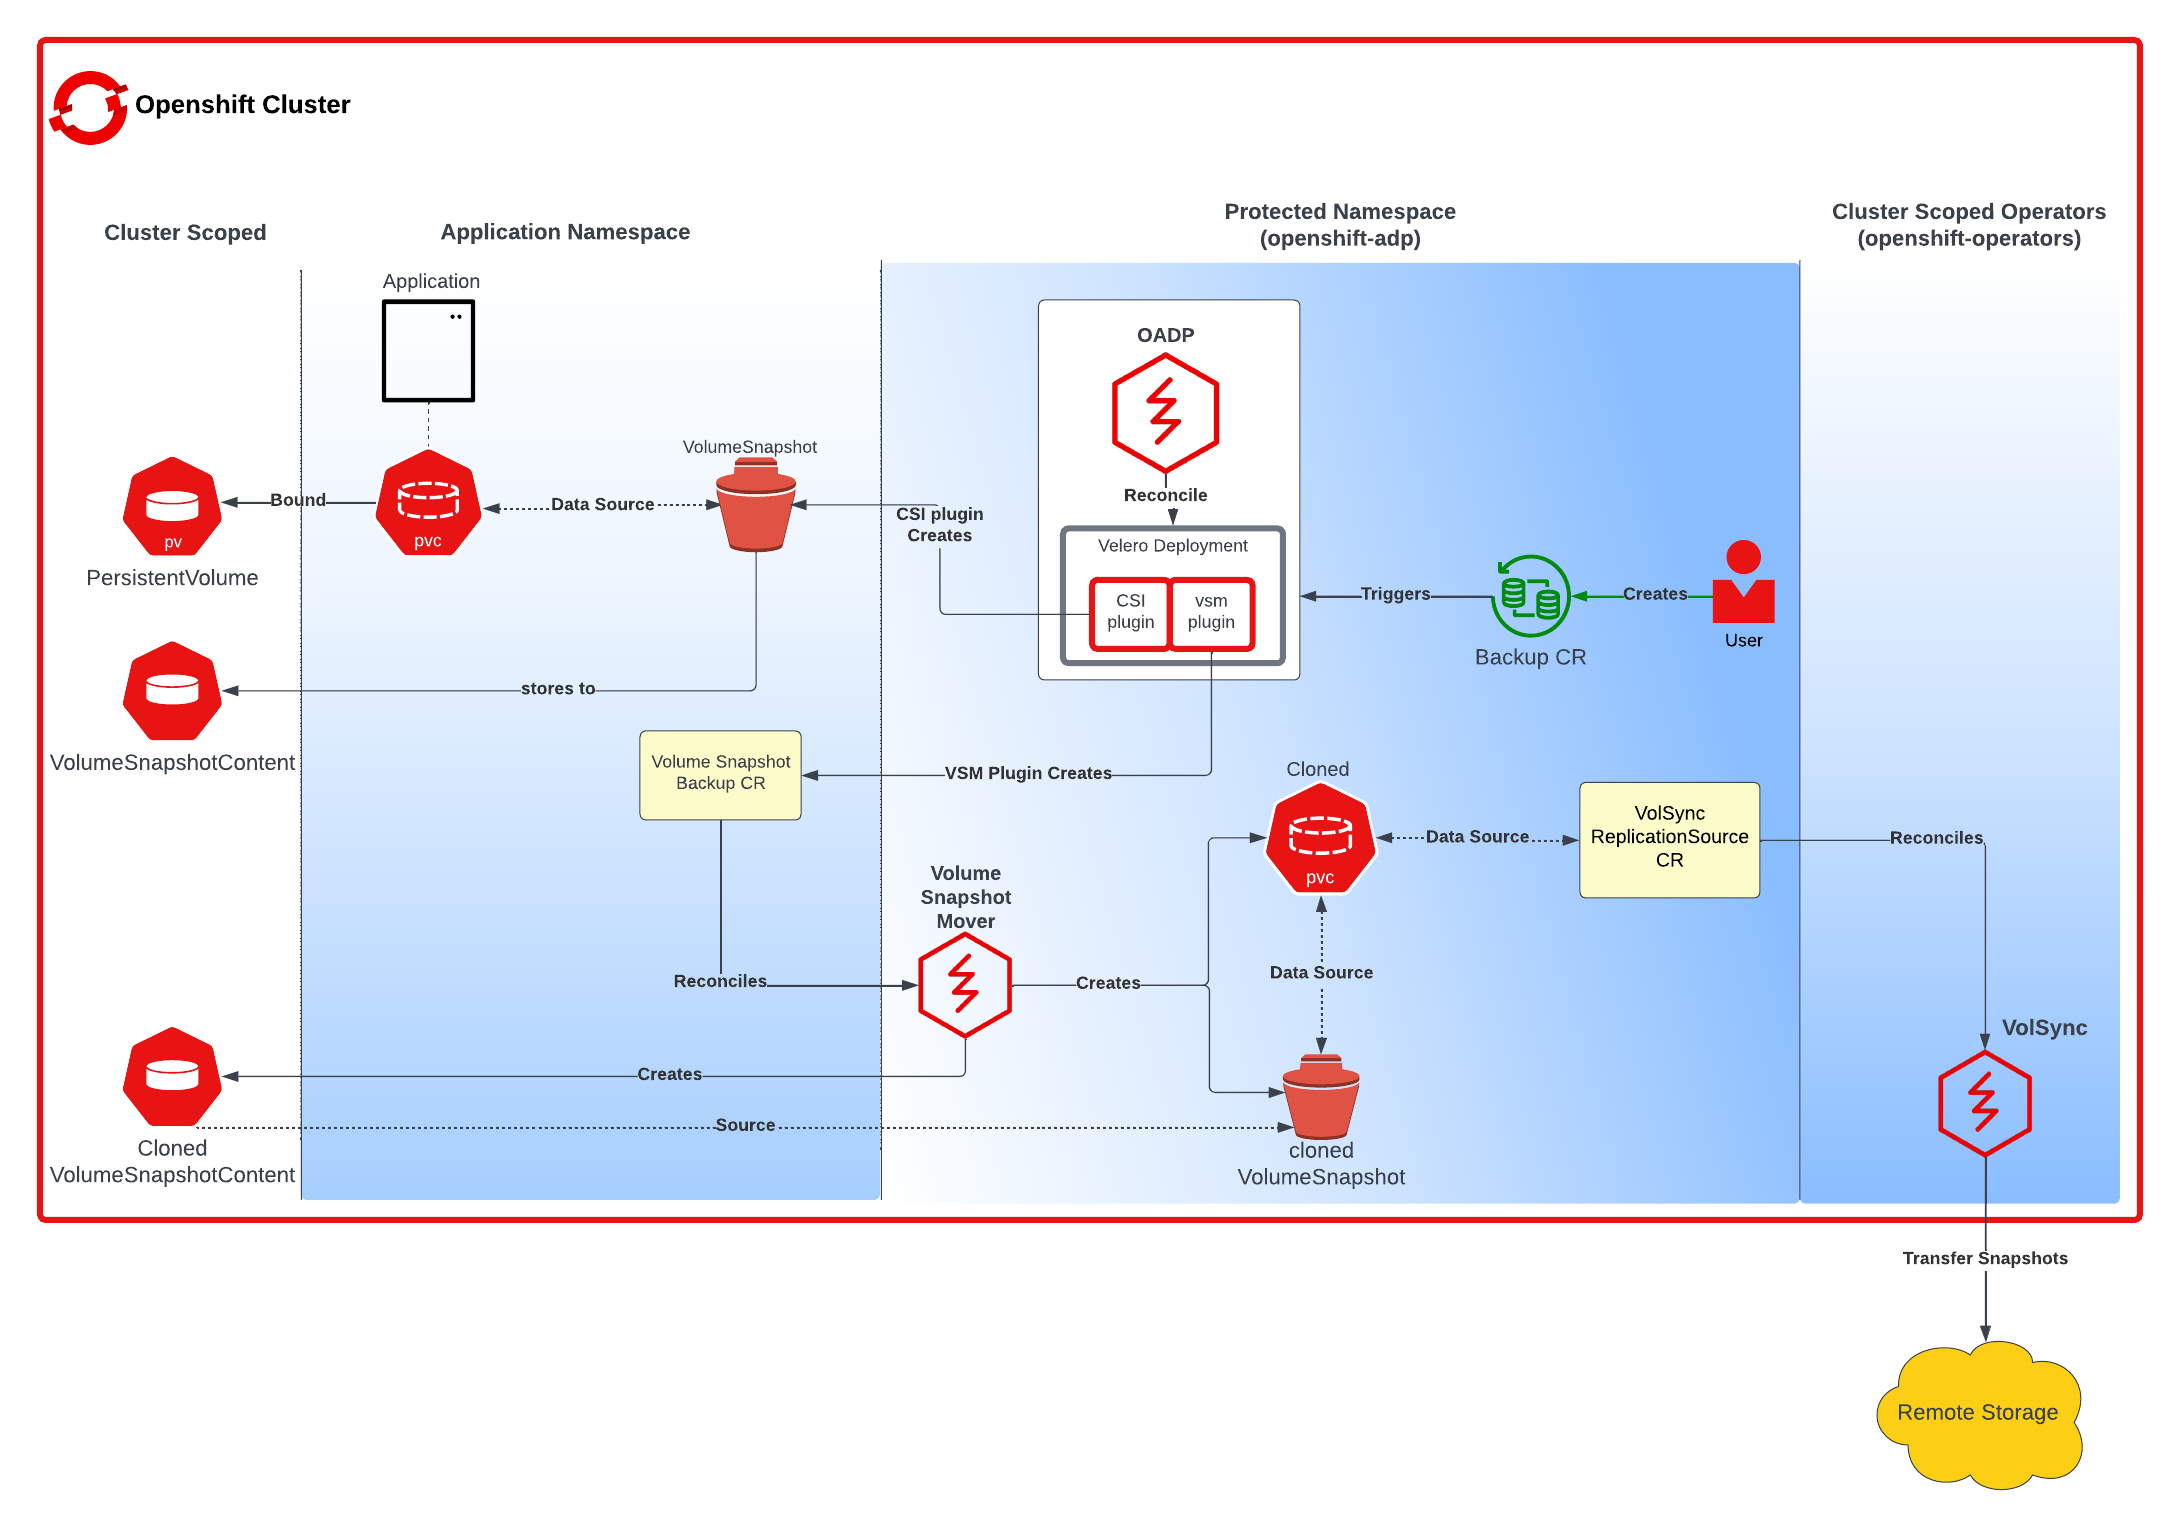 Openshift Cluster
Cluster Scoped
Application Namespace
Protected Namespace
(openshift-adp)
Cluster Scoped Operators
(openshift-operators)
Application
OADP
VolumeSnapshot
Reconcile
Bound
Data Source
CSI plugin
Creates
pv
pvc
PersistentVolume
Velero Deployment
CSI
plugin
vsm
plugin
Triggers
Creates
Backup CR
User
stores to
VolumeSnapshotContent
Volume Snapshot
Backup CR
VSM Plugin Creates
Cloned
pvc
Data Source
VolSync
ReplicationSource
CR
Reconciles
Volume
Snapshot
Mover
Reconciles
Creates
Data Source
VolSync
Creates
Source
Cloned
VolumeSnapshotContent
cloned
VolumeSnapshot
Transfer Snapshots
Remote Storage